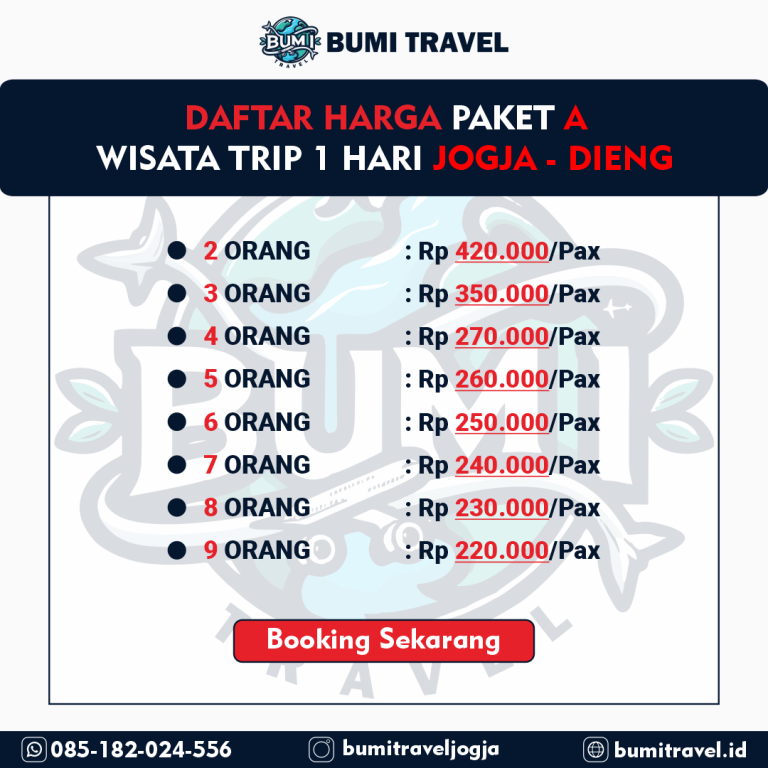 BUMI
TRAVEL
BUMI TRAVEL
DAFTAR HARGA PAKET A
WISATA TRIP 1 HARI JOGJA - DIENG
● 2 ORANG : Rp 420.000/Pax
● 3 ORANG : Rp 350.000/Pax
● 4 ORANG : Rp 270.000/Pax
● 5 ORANG : Rp 260.000/Pax
● 6 ORANG : Rp 250.000/Pax
● 7 ORANG : Rp 240.000/Pax
● 8 ORANG : Rp 230.000/Pax
● 9 ORANG : Rp 220.000/Pax
BUMI
TRAVEL
Booking Sekarang
085-182-024-556 bumitraveljogja bumitravel.id